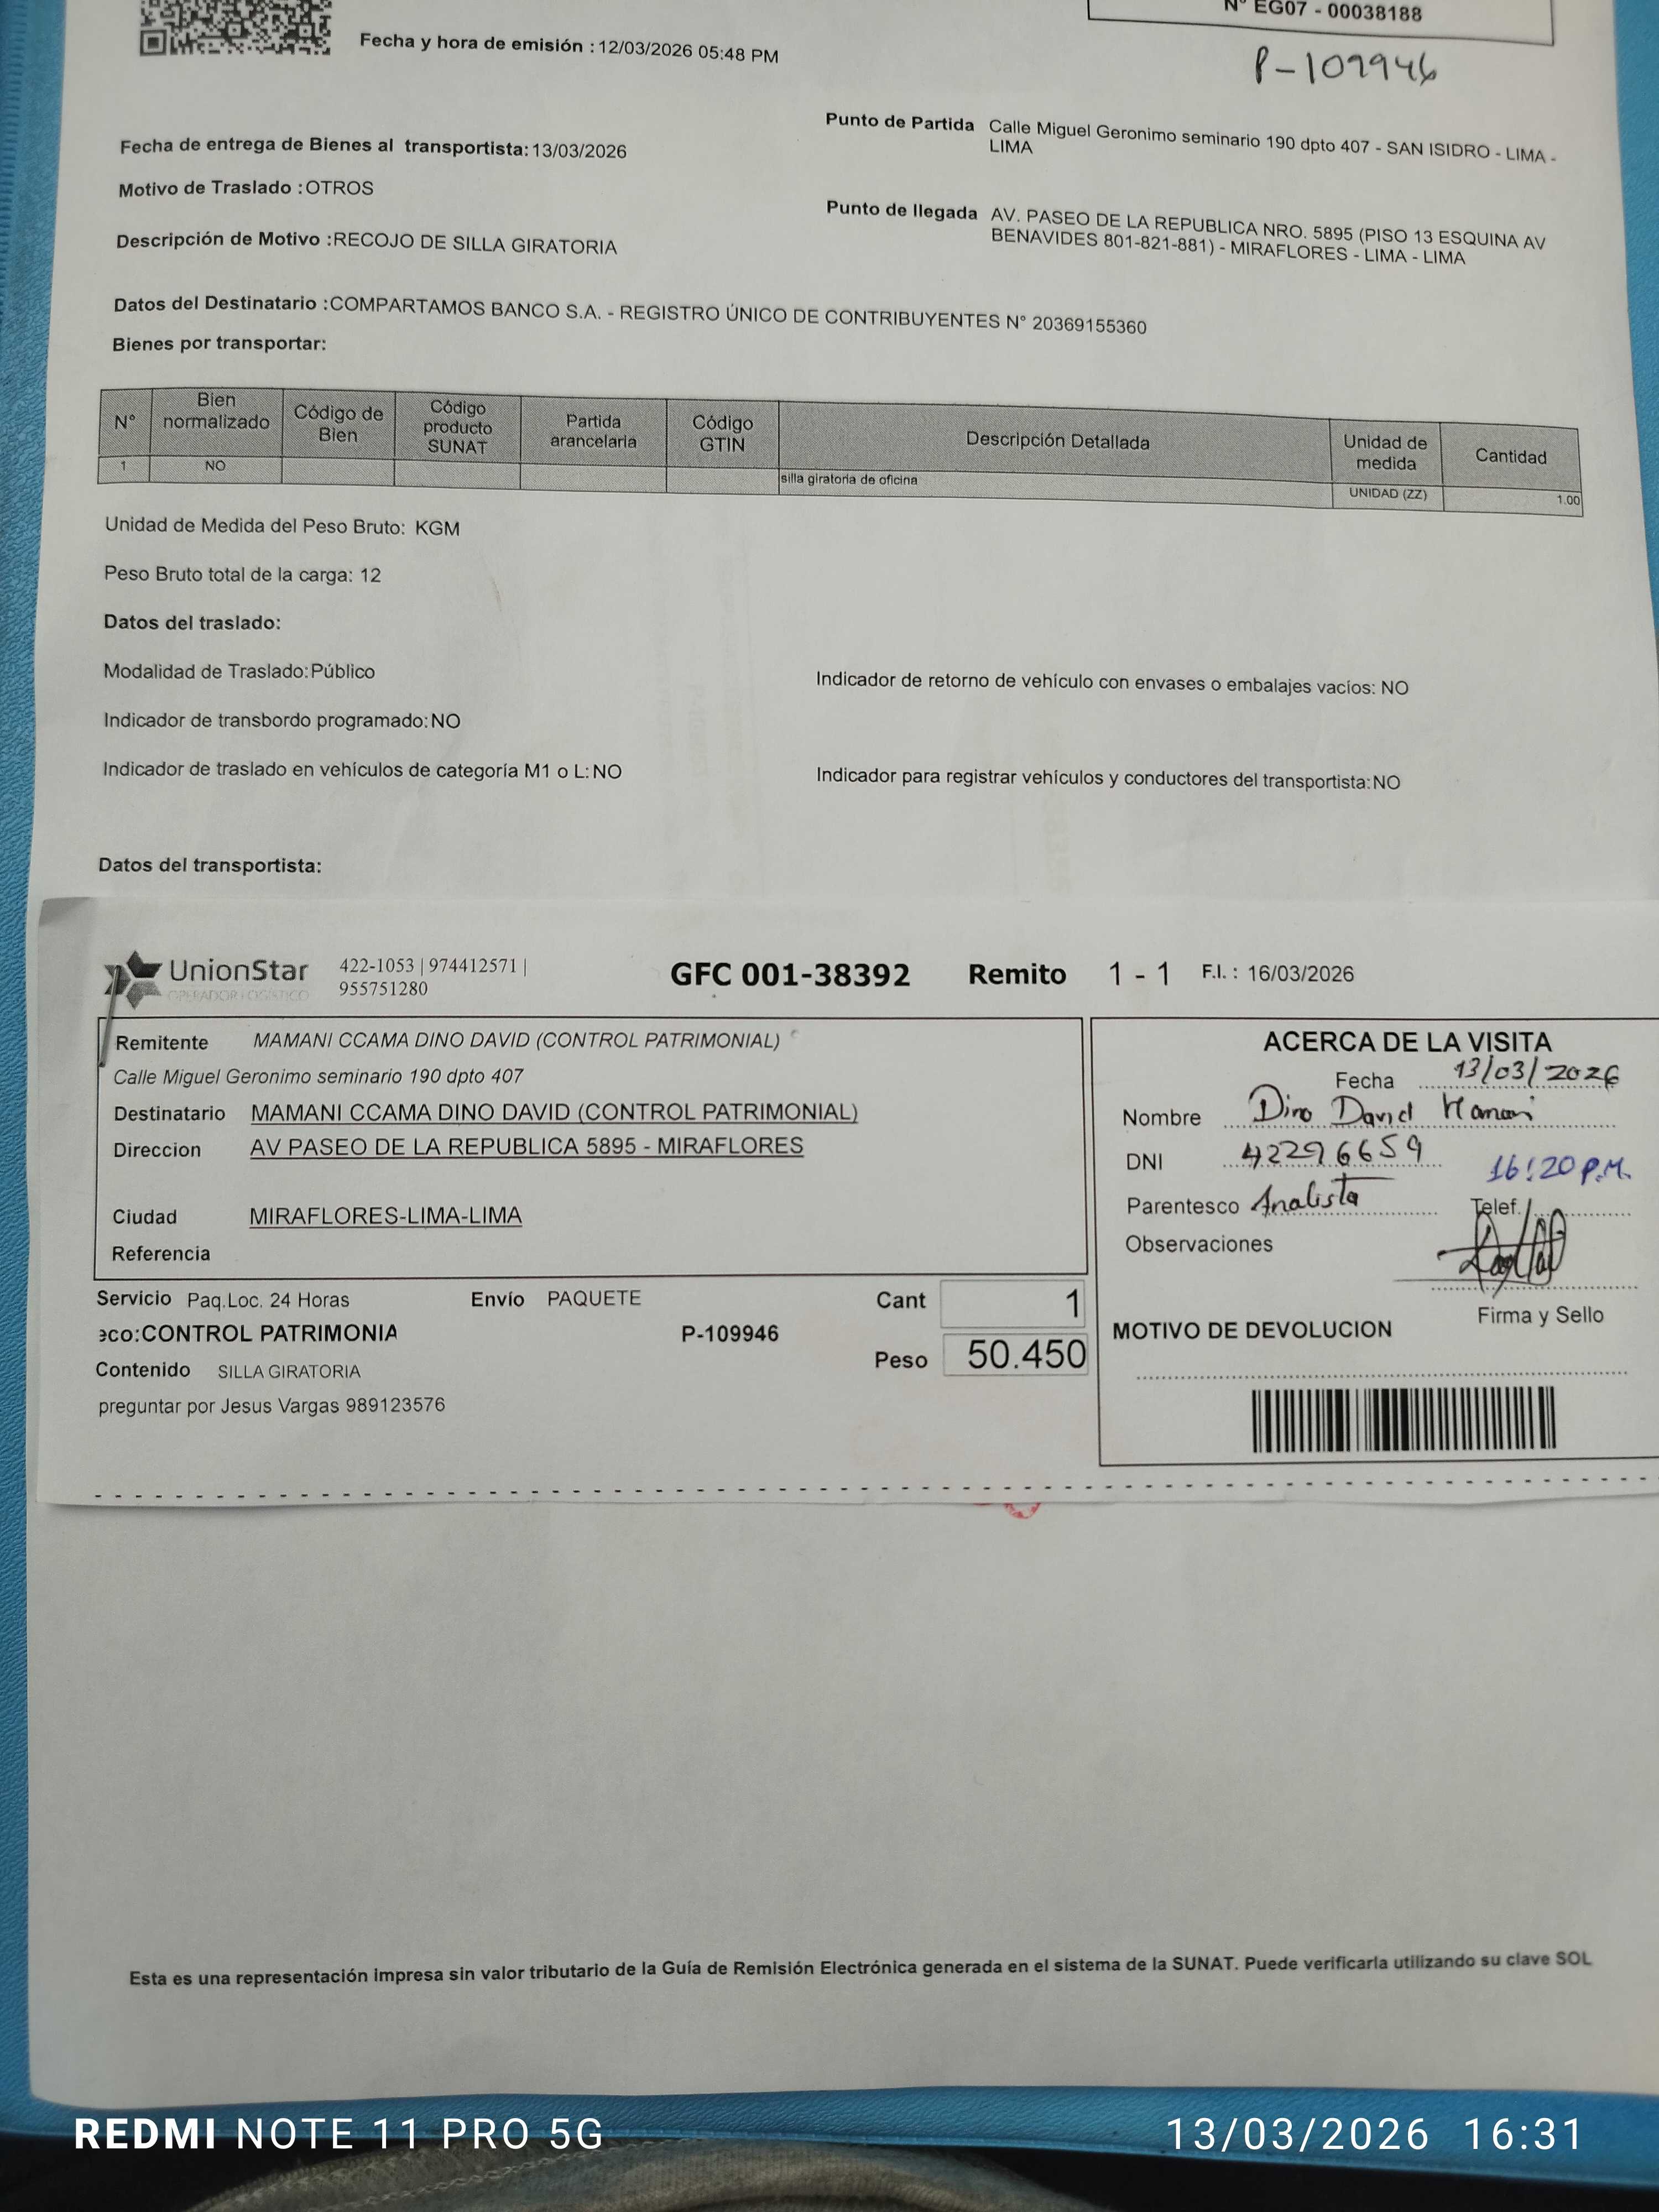 N° EG07 - 00038188
Fecha y hora de emisión : 12/03/2026 05:48 PM
P-109946
Punto de Partida Calle Miguel Geronimo seminario 190 dpto 407 - SAN ISIDRO - LIMA -
LIMA
Fecha de entrega de Bienes al transportista: 13/03/2026
Motivo de Traslado : OTROS
Punto de llegada AV. PASEO DE LA REPUBLICA NRO. 5895 (PISO 13 ESQUINA AV
BENAVIDES 801-821-881) - MIRAFLORES - LIMA - LIMA
Descripción de Motivo : RECOJO DE SILLA GIRATORIA
Datos del Destinatario : COMPARTAMOS BANCO S.A. - REGISTRO ÚNICO DE CONTRIBUYENTES N° 20369155360
Bienes por transportar:
N° Bien normalizado Código de Bien Código producto SUNAT Partida arancelaria Código GTIN Descripción Detallada Unidad de medida Cantidad
1 NO silla giratoria de oficina UNIDAD (ZZ) 1.00
Unidad de Medida del Peso Bruto: KGM
Peso Bruto total de la carga: 12
Datos del traslado:
Modalidad de Traslado: Público
Indicador de retorno de vehículo con envases o embalajes vacíos: NO
Indicador de transbordo programado: NO
Indicador de traslado en vehículos de categoría M1 o L: NO
Indicador para registrar vehículos y conductores del transportista: NO
Datos del transportista:
UnionStar
OPERADOR LOGÍSTICO
422-1053 | 974412571 |
955751280
GFC 001-38392 Remito 1 - 1 F.I. : 16/03/2026
Remitente MAMANI CCAMA DINO DAVID (CONTROL PATRIMONIAL)
Calle Miguel Geronimo seminario 190 dpto 407
Destinatario MAMANI CCAMA DINO DAVID (CONTROL PATRIMONIAL)
Direccion AV PASEO DE LA REPUBLICA 5895 - MIRAFLORES
Ciudad MIRAFLORES-LIMA-LIMA
Referencia
ACERCA DE LA VISITA
Fecha 13/03/2026
Nombre Dino David Mamani
DNI 42296659
16:20 P.M.
Parentesco Analista Telef.
Observaciones
Firma y Sello
MOTIVO DE DEVOLUCION
Servicio Paq.Loc. 24 Horas Envío PAQUETE Cant 1
eco:CONTROL PATRIMONIA P-109946
Peso 50.450
Contenido SILLA GIRATORIA
preguntar por Jesus Vargas 989123576
Esta es una representación impresa sin valor tributario de la Guía de Remisión Electrónica generada en el sistema de la SUNAT. Puede verificarla utilizando su clave SOL
REDMI NOTE 11 PRO 5G
13/03/2026 16:31